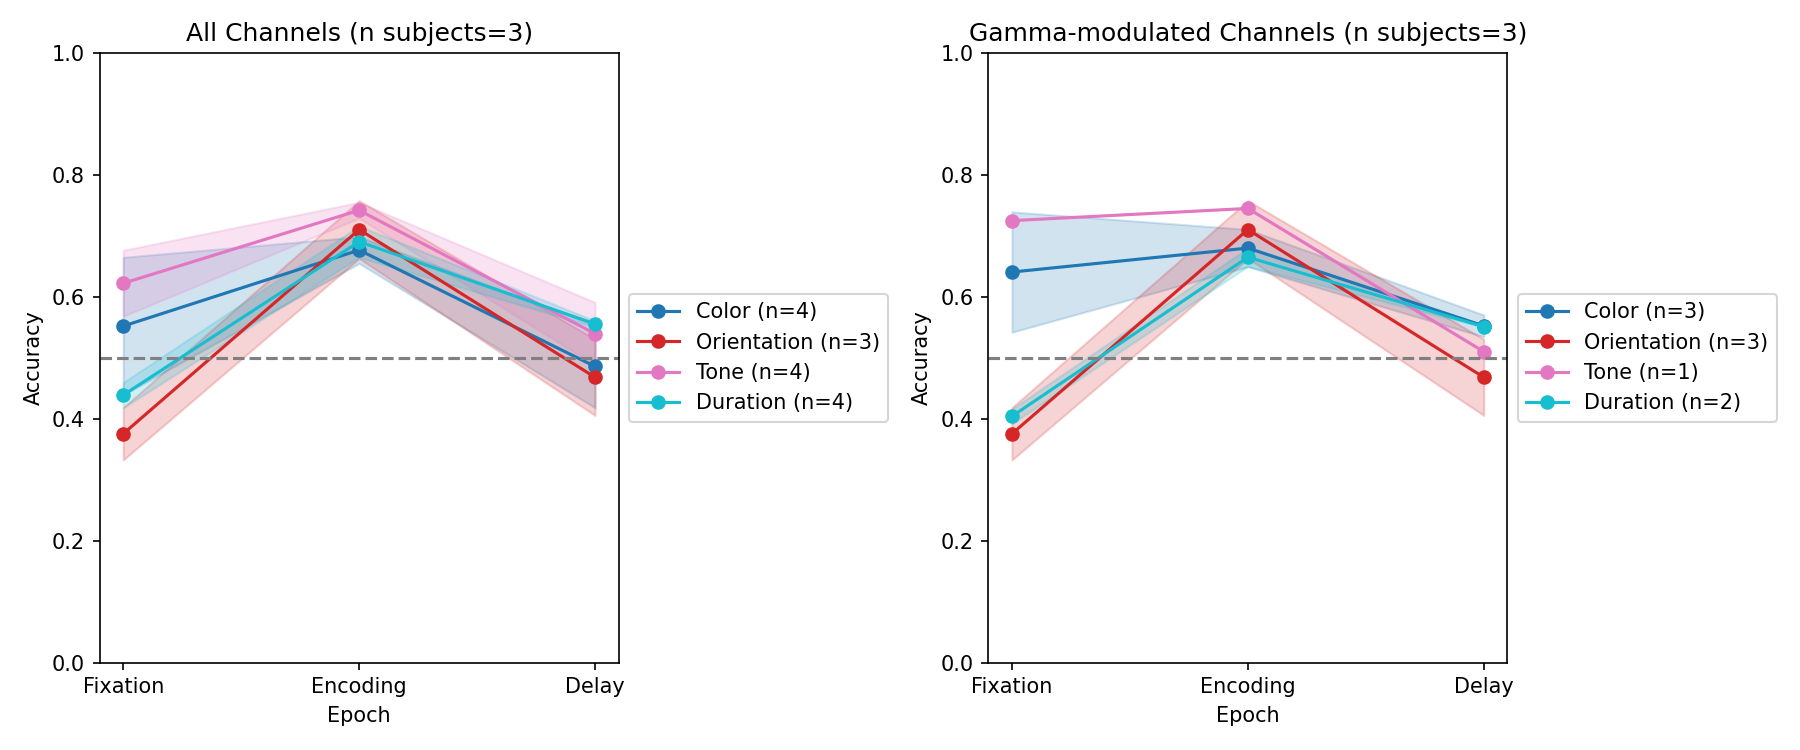 All Channels (n subjects=3)
1.0
0.8
0.6
0.4
0.2
0.0
Accuracy
Fixation
Encoding
Delay
Epoch
Color (n=4)
Orientation (n=3)
Tone (n=4)
Duration (n=4)
Gamma-modulated Channels (n subjects=3)
1.0
0.8
0.6
0.4
0.2
0.0
Accuracy
Fixation
Encoding
Delay
Epoch
Color (n=3)
Orientation (n=3)
Tone (n=1)
Duration (n=2)